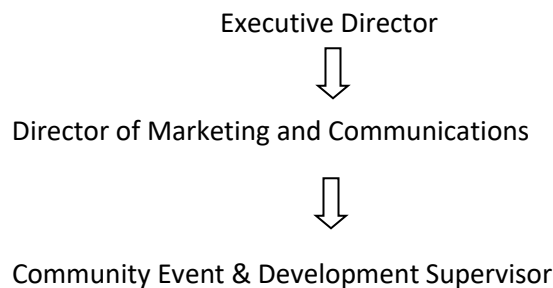 Executive Director
Director of Marketing and Communications
Community Event & Development Supervisor